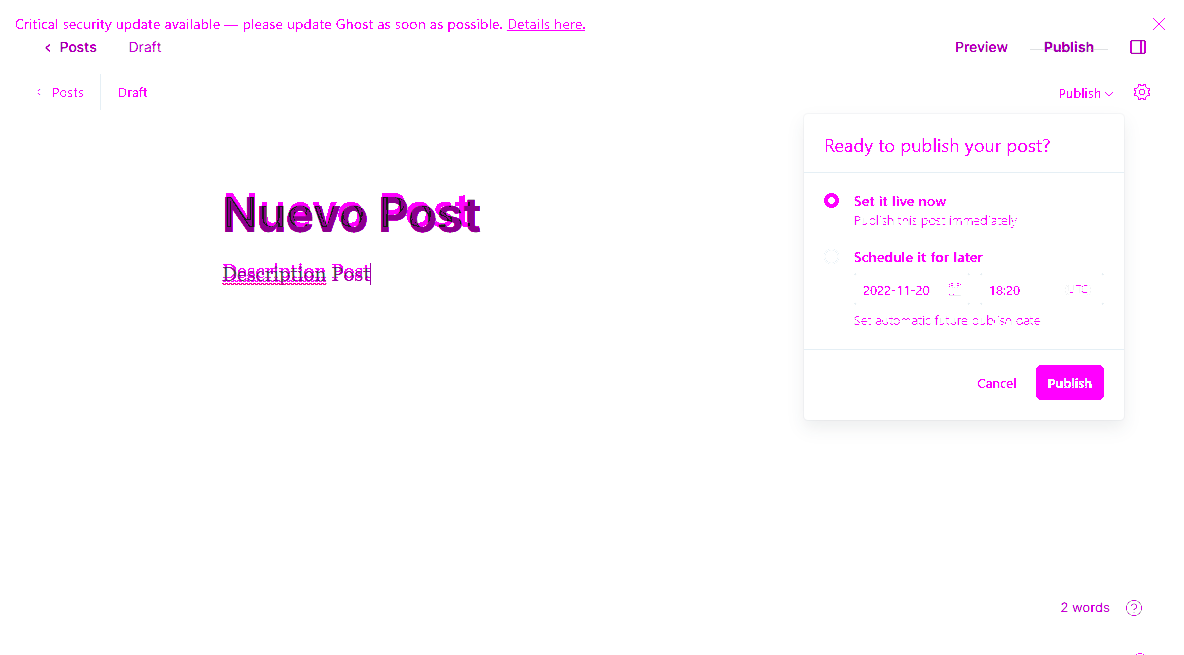 Critical security update available — please update Ghost as soon as possible. Details here.
Posts Draft Preview Publish
Posts Draft Publish
Ready to publish your post?
Nuevo Post
Set it live now
Publish this post immediately
Schedule it for later
Description Post
2022-11-20 18:20 UTC
Set automatic future publish date
Cancel Publish
2 words ?